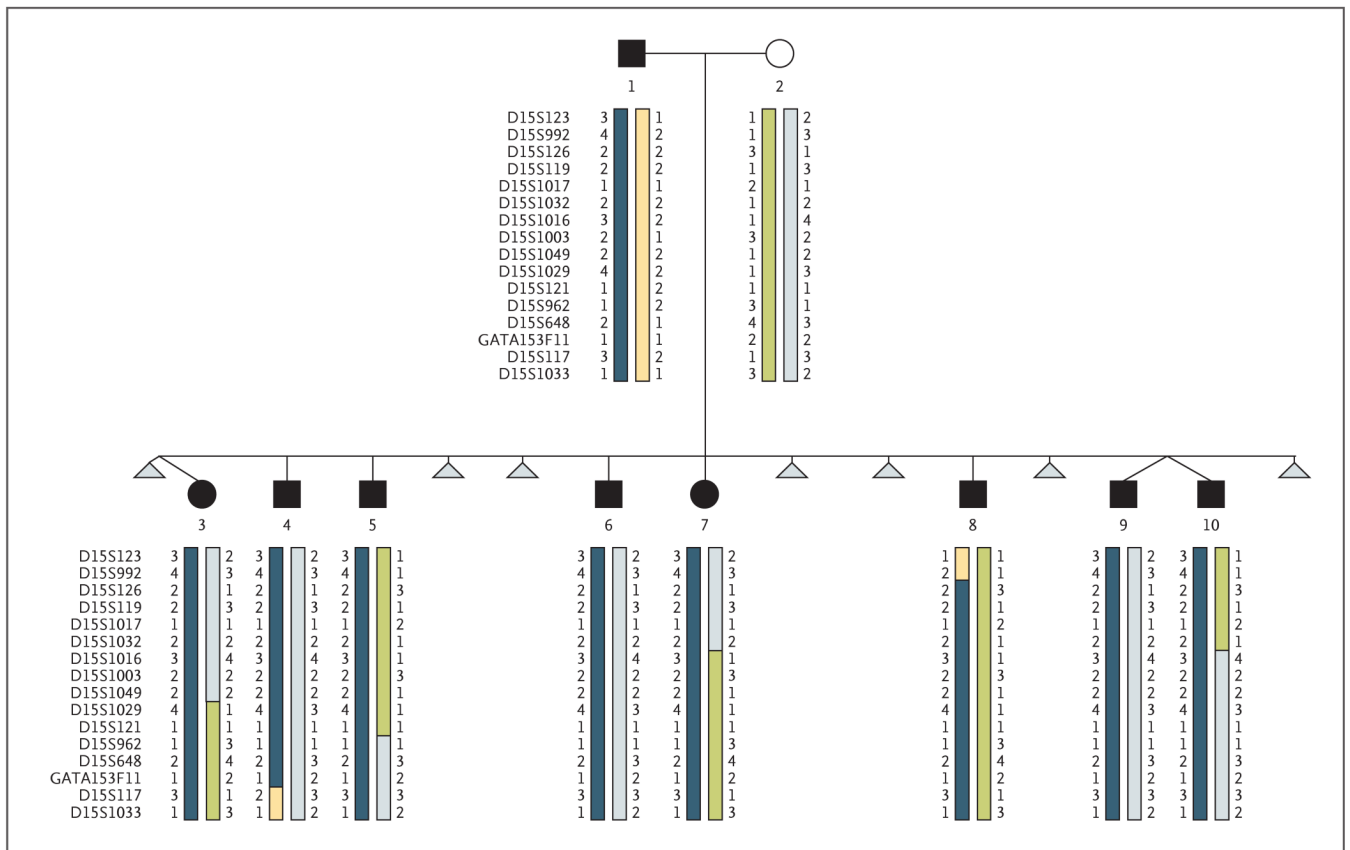 1 2
D15S123 3 1 1 2
D15S992 4 2 1 3
D15S126 2 2 3 1
D15S119 2 2 1 3
D15S1017 1 1 2 1
D15S1032 2 2 1 2
D15S1016 3 2 1 4
D15S1003 2 1 3 2
D15S1049 2 2 1 2
D15S1029 4 2 1 3
D15S121 1 2 1 1
D15S962 1 2 3 1
D15S648 2 1 4 3
GATA153F11 1 1 2 2
D15S117 3 2 1 3
D15S1033 1 1 3 2
3 4 5 6 7 8 9 10
D15S123 3 2 3 2 3 1 3 2 3 2 1 1 3 2 3 1
D15S992 4 3 4 3 4 1 4 3 4 3 2 1 4 3 4 1
D15S126 2 1 2 1 2 3 2 1 2 1 2 3 2 1 2 3
D15S119 2 3 2 3 2 1 2 3 2 3 2 1 2 3 2 1
D15S1017 1 1 1 1 1 2 1 1 1 1 1 2 1 1 1 2
D15S1032 2 2 2 2 2 1 2 2 2 2 2 1 2 2 2 1
D15S1016 3 4 3 4 3 1 3 4 3 1 3 1 3 4 3 4
D15S1003 2 2 2 2 2 3 2 2 2 3 2 3 2 2 2 2
D15S1049 2 2 2 2 2 1 2 2 2 1 2 1 2 2 2 2
D15S1029 4 1 4 3 4 1 4 3 4 1 4 1 4 3 4 3
D15S121 1 1 1 1 1 1 1 1 1 1 1 1 1 1 1 1
D15S962 1 3 1 1 1 1 1 1 1 3 1 3 1 1 1 1
D15S648 2 4 2 3 2 3 2 3 2 4 2 4 2 3 2 3
GATA153F11 1 2 1 2 1 2 1 2 1 2 1 2 1 2 1 2
D15S117 3 1 2 3 3 3 3 3 3 1 3 1 3 3 3 3
D15S1033 1 3 1 2 1 2 1 2 1 3 1 3 1 2 1 2